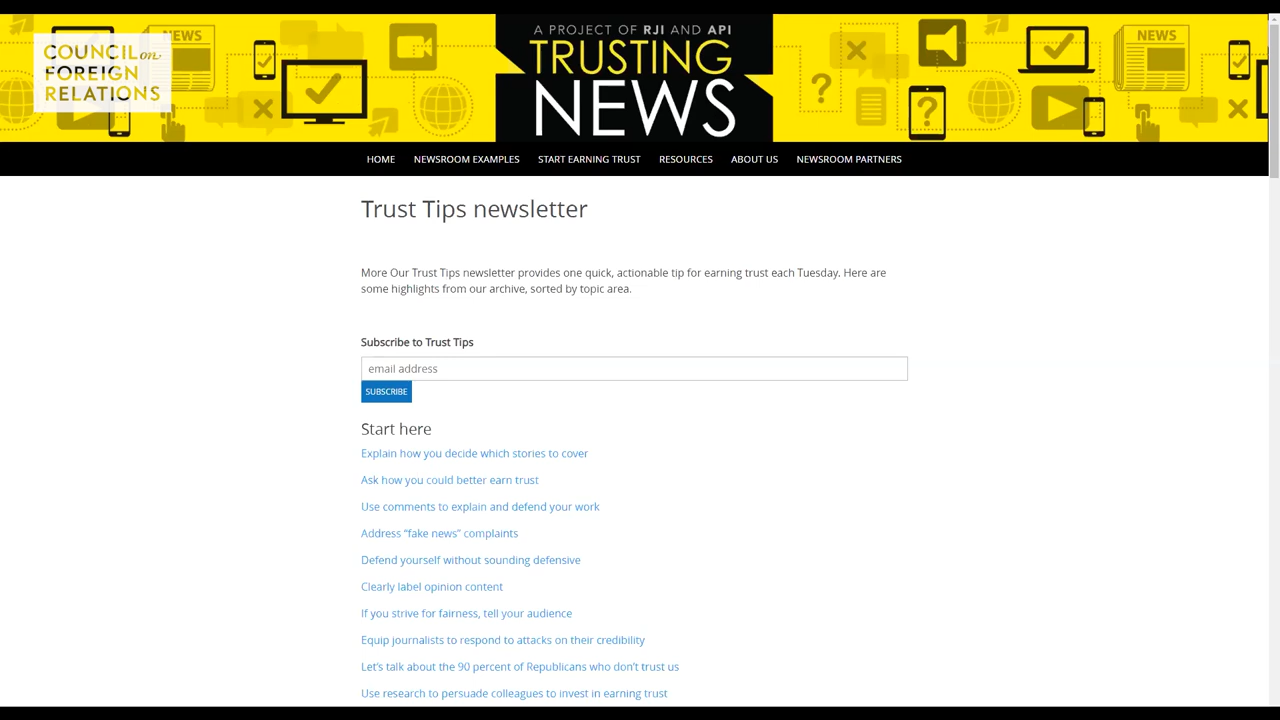 COUNCIL on
FOREIGN
RELATIONS
NEWS
A PROJECT OF RJI AND API
TRUSTING
NEWS
NEWS
HOME NEWSROOM EXAMPLES START EARNING TRUST RESOURCES ABOUT US NEWSROOM PARTNERS
Trust Tips newsletter
More Our Trust Tips newsletter provides one quick, actionable tip for earning trust each Tuesday. Here are
some highlights from our archive, sorted by topic area.
Subscribe to Trust Tips
email address
SUBSCRIBE
Start here
Explain how you decide which stories to cover
Ask how you could better earn trust
Use comments to explain and defend your work
Address “fake news” complaints
Defend yourself without sounding defensive
Clearly label opinion content
If you strive for fairness, tell your audience
Equip journalists to respond to attacks on their credibility
Let’s talk about the 90 percent of Republicans who don’t trust us
Use research to persuade colleagues to invest in earning trust